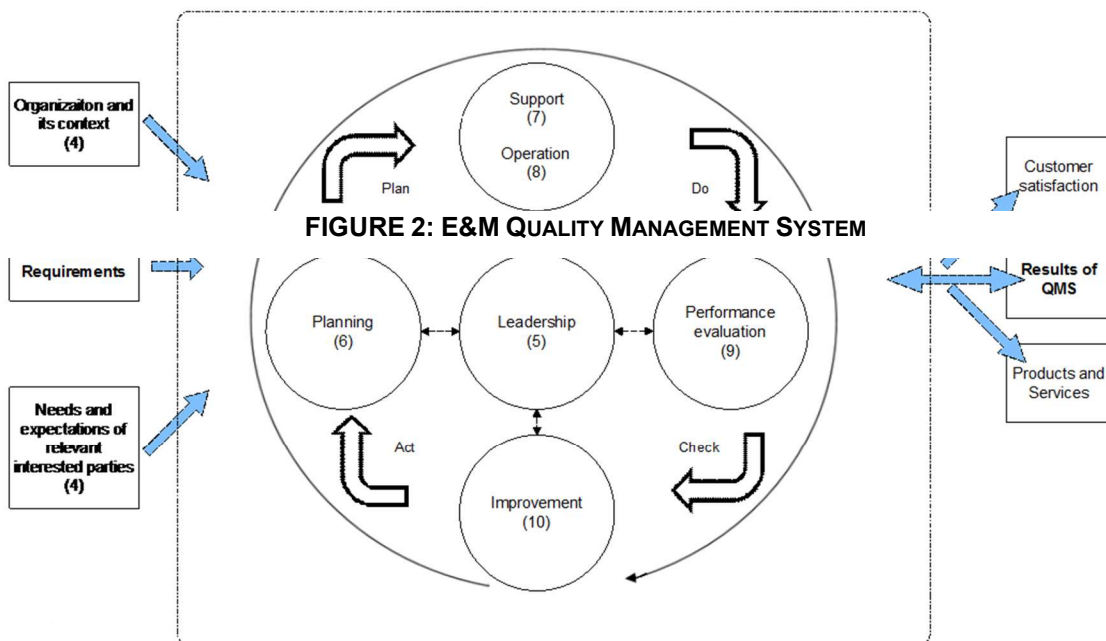 Organizaiton and
its context
(4)
Support
(7)
Operation
(8)
Plan
Do
Customer
satisfaction
FIGURE 2: E&M QUALITY MANAGEMENT SYSTEM
Requirements
Planning
(6)
Leadership
(5)
Performance
evaluation
(9)
Results of
QMS
Products and
Services
Needs and
expectations of
relevant
interested parties
(4)
Act
Check
Improvement
(10)